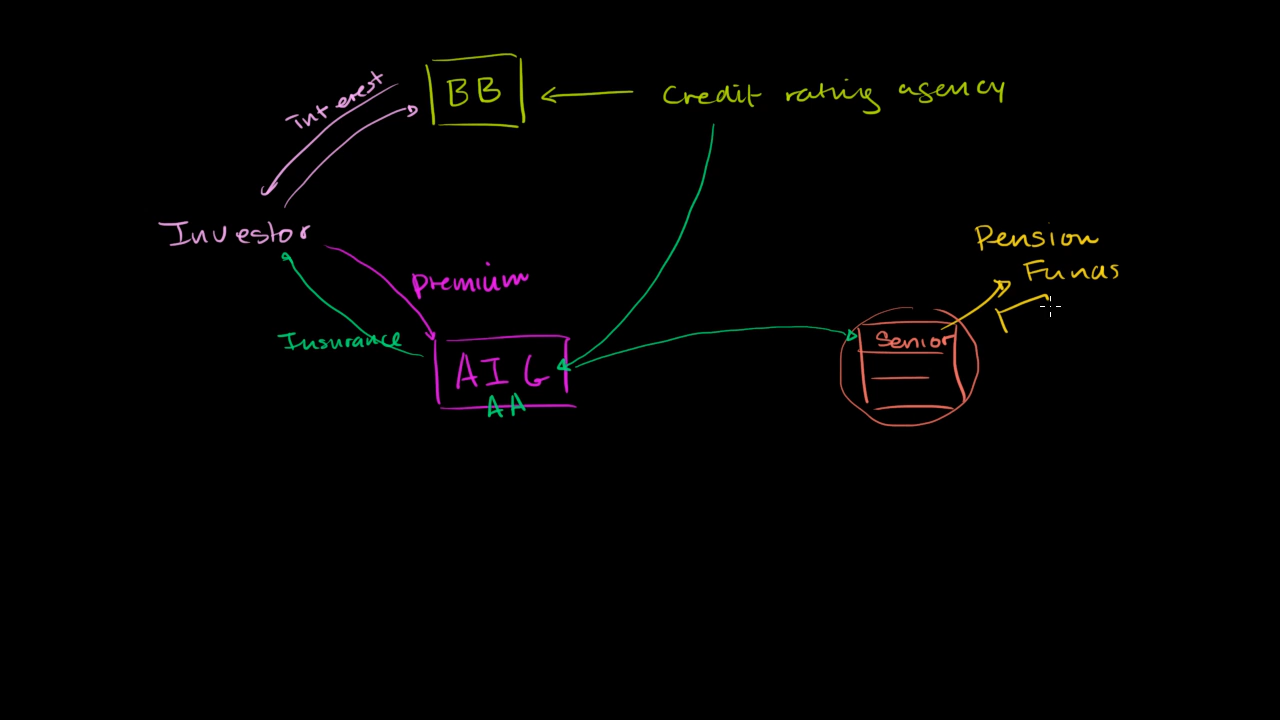 Interest
BB
Credit rating agency
Investor
Premium
Pension
Funds
Insurance
Senior
AIG
AA